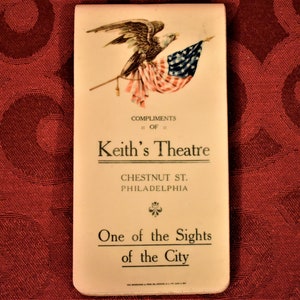 COMPLIMENTS
OF
Keith's Theatre
CHESTNUT ST.
PHILADELPHIA
One of the Sights
of the City